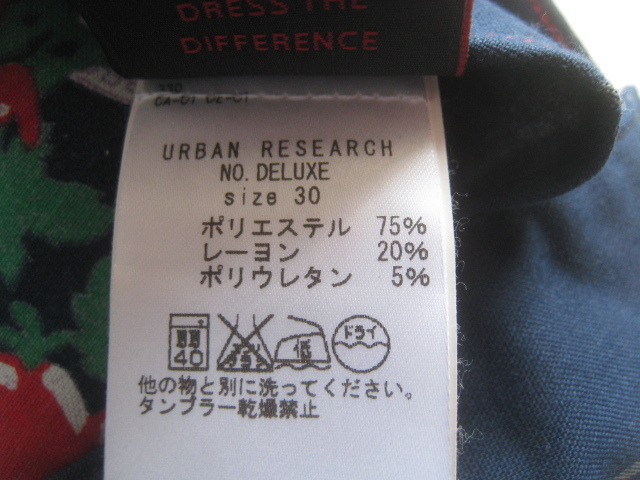 DRESS THE
DIFFERENCE
URBAN RESEARCH
NO. DELUXE
size 30
ポリエステル 75%
レーヨン 20%
ポリウレタン 5%
40
低
ドライ
他の物と別に洗ってください。
タンブラー乾燥禁止